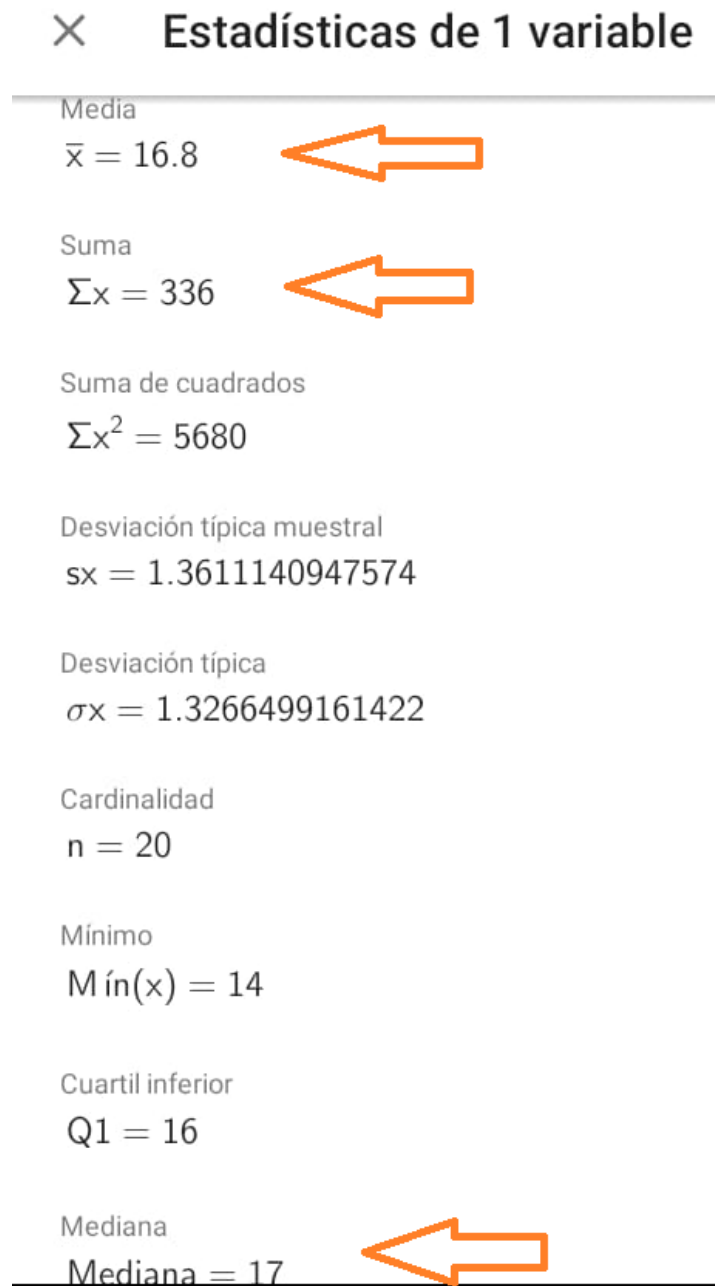 × Estadísticas de 1 variable
Media
x̄ = 16.8
Suma
Σx = 336
Suma de cuadrados
Σx² = 5680
Desviación típica muestral
sx = 1.3611140947574
Desviación típica
σx = 1.3266499161422
Cardinalidad
n = 20
Mínimo
Mín(x) = 14
Cuartil inferior
Q1 = 16
Mediana
Mediana = 17